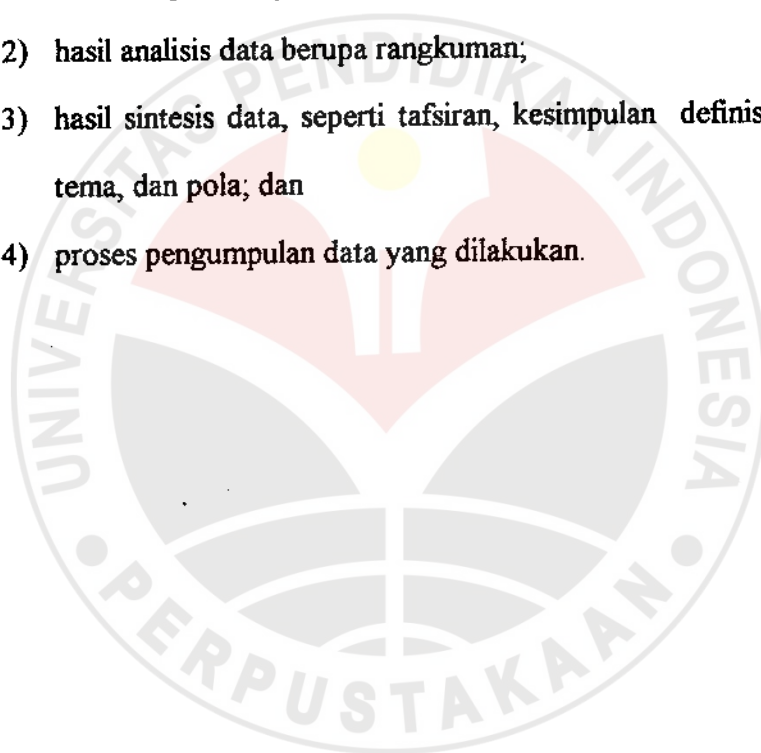 2) hasil analisis data berupa rangkuman;
3) hasil sintesis data, seperti tafsiran, kesimpulan definis
tema, dan pola; dan
4) proses pengumpulan data yang dilakukan.
UNIVERSITAS PENDIDIKAN INDONESIA
PERPUSTAKAAN